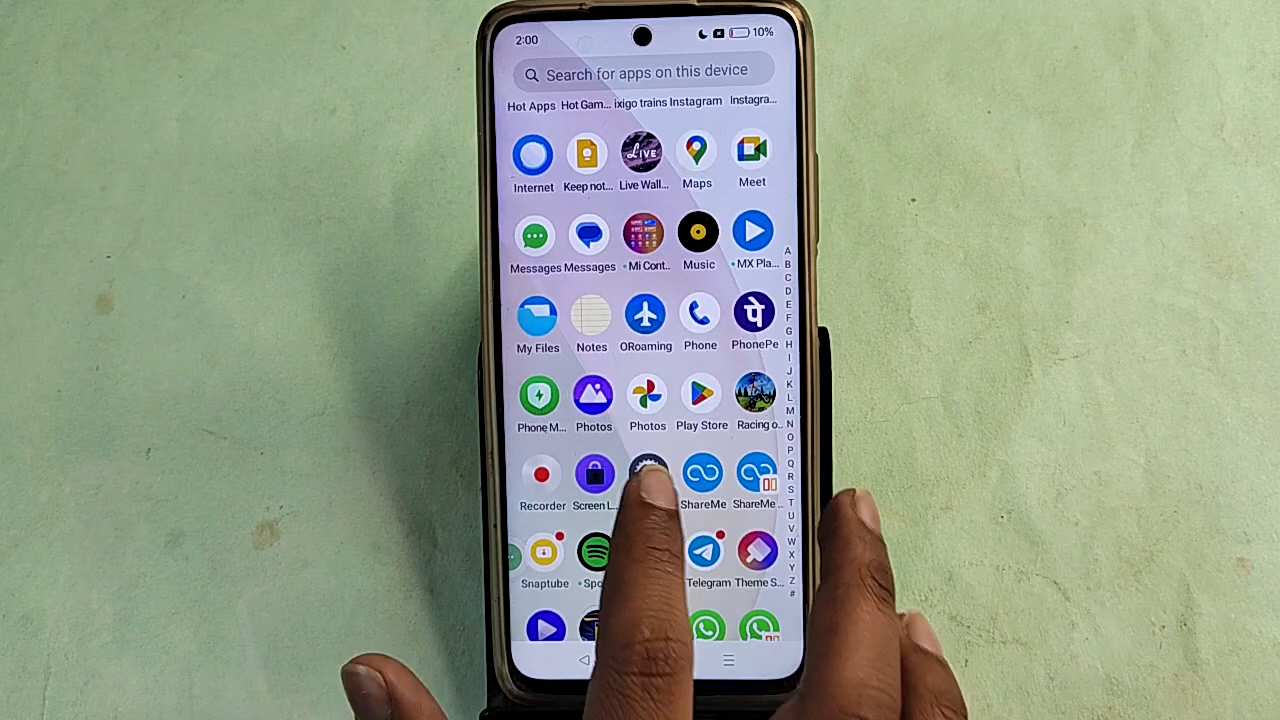 2:00 10%
Search for apps on this device
Hot Apps Hot Gam... ixigo trains Instagram Instagra...
LIVE
Internet Keep not... Live Wall... Maps Meet
Messages Messages Mi Cont.. Music MX Pla...
पे
My Files Notes ORoaming Phone PhonePe
Phone M... Photos Photos Play Store Racing o..
Recorder Screen L... ShareMe ShareMe ..
Snaptube Spo Telegram Theme S...
A
B
C
D
E
F
G
H
I
J
K
L
M
N
O
P
Q
R
S
T
U
V
W
X
Y
Z
#